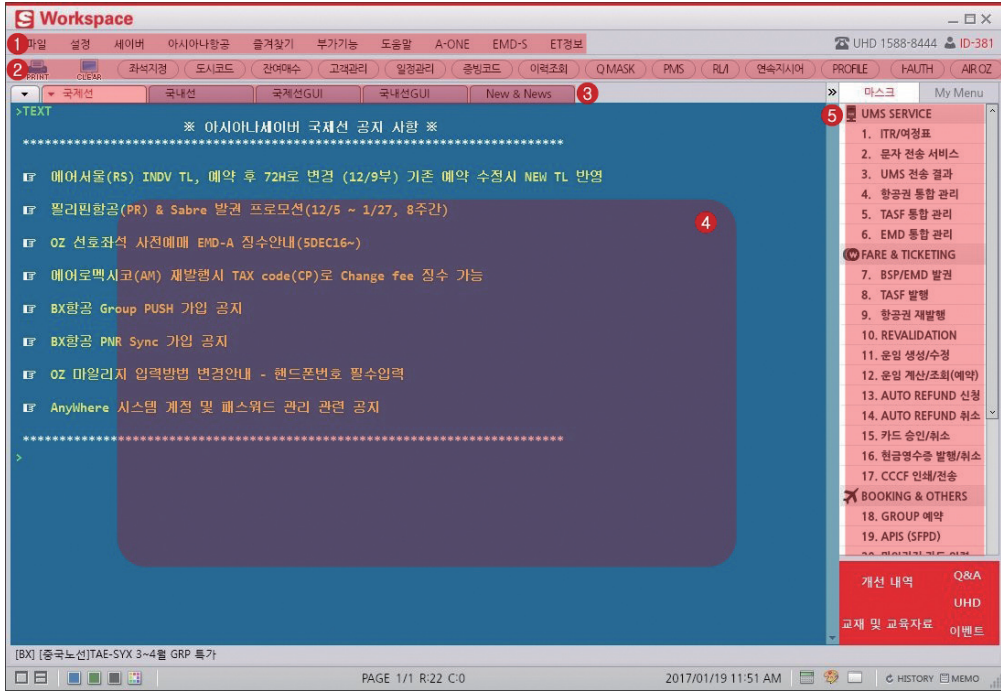 S Workspace
1 파일 설정 세이버 아시아나항공 즐겨찾기 부가기능 도움말 A-ONE EMD-S ET정보 UHD 1588-8444 ID-381
2 PRINT CLEAR 좌석지정 도시코드 잔여매수 고객관리 일정관리 증빙코드 이력조회 Q MASK PMS RL/I 연속지시어 PROFILE I-AUTH AIR OZ
국제선 국내선 국제선GUI 국내선GUI New & News 3 » 마스크 My Menu
>TEXT
※ 아시아나세이버 국제선 공지 사항 ※
**************************************************************************
☞ 에어서울(RS) INDV TL, 예약 후 72H로 변경 (12/9부) 기존 예약 수정시 NEW TL 반영
☞ 필리핀항공(PR) & Sabre 발권 프로모션(12/5 ~ 1/27, 8주간)
4
☞ OZ 선호좌석 사전예매 EMD-A 징수안내(5DEC16~)
☞ 에어로멕시코(AM) 재발행시 TAX code(CP)로 Change fee 징수 가능
☞ BX항공 Group PUSH 가입 공지
☞ BX항공 PNR Sync 가입 공지
☞ OZ 마일리지 입력방법 변경안내 - 핸드폰번호 필수입력
☞ AnyWhere 시스템 계정 및 패스워드 관리 관련 공지
**************************************************************************
>
5 UMS SERVICE
1. ITR/여정표
2. 문자 전송 서비스
3. UMS 전송 결과
4. 항공권 통합 관리
5. TASF 통합 관리
6. EMD 통합 관리
FARE & TICKETING
7. BSP/EMD 발권
8. TASF 발행
9. 항공권 재발행
10. REVALIDATION
11. 운임 생성/수정
12. 운임 계산/조회(예약)
13. AUTO REFUND 신청
14. AUTO REFUND 취소
15. 카드 승인/취소
16. 현금영수증 발행/취소
17. CCCF 인쇄/전송
BOOKING & OTHERS
18. GROUP 예약
19. APIS (SFPD)
개선 내역 Q&A
UHD
교재 및 교육자료 이벤트
[BX] [중국노선]TAE-SYX 3~4월 GRP 특가
PAGE 1/1 R:22 C:0 2017/01/19 11:51 AM HISTORY MEMO